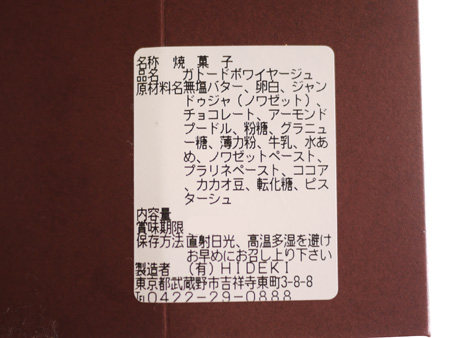 名称　焼　菓　子
品名　ガトードボワイヤージュ
原材料名無塩バター、卵白、ジャン
ドゥジャ（ノワゼット）、
チョコレート、アーモンド
プードル、粉糖、グラニュ
ー糖、薄力粉、牛乳、水あ
め、ノワゼットペースト、
プラリネペースト、ココア
、カカオ豆、転化糖、ピス
タージュ
内容量
賞味期限
保存方法直射日光、高温多湿を避け
お早めにお召し上り下さい
製造者　（有）ＨＩＤＥＫＩ
東京都武蔵野市吉祥寺東町3-8-8
℡０４２２-２９-０８８８